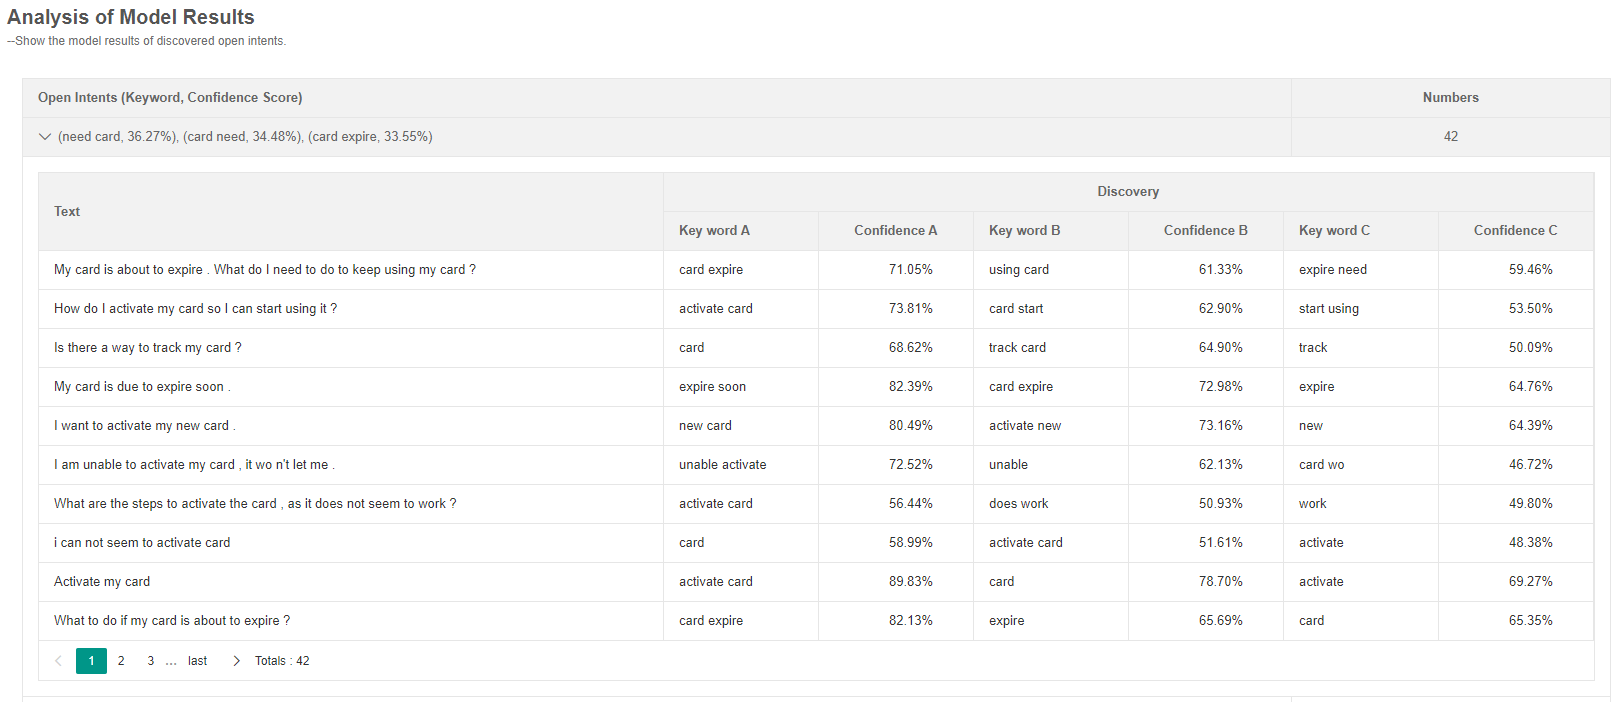 Analysis of Model Results
--Show the model results of discovered open intents.
Open Intents (Keyword, Confidence Score) Numbers
(need card, 36.27%), (card need, 34.48%), (card expire, 33.55%) 42
Text Discovery
Key word A Confidence A Key word B Confidence B Key word C Confidence C
My card is about to expire . What do I need to do to keep using my card ? card expire 71.05% using card 61.33% expire need 59.46%
How do I activate my card so I can start using it ? activate card 73.81% card start 62.90% start using 53.50%
Is there a way to track my card ? card 68.62% track card 64.90% track 50.09%
My card is due to expire soon . expire soon 82.39% card expire 72.98% expire 64.76%
I want to activate my new card . new card 80.49% activate new 73.16% new 64.39%
I am unable to activate my card , it wo n't let me . unable activate 72.52% unable 62.13% card wo 46.72%
What are the steps to activate the card , as it does not seem to work ? activate card 56.44% does work 50.93% work 49.80%
i can not seem to activate card card 58.99% activate card 51.61% activate 48.38%
Activate my card activate card 89.83% card 78.70% activate 69.27%
What to do if my card is about to expire ? card expire 82.13% expire 65.69% card 65.35%
1 2 3 ... last Totals : 42